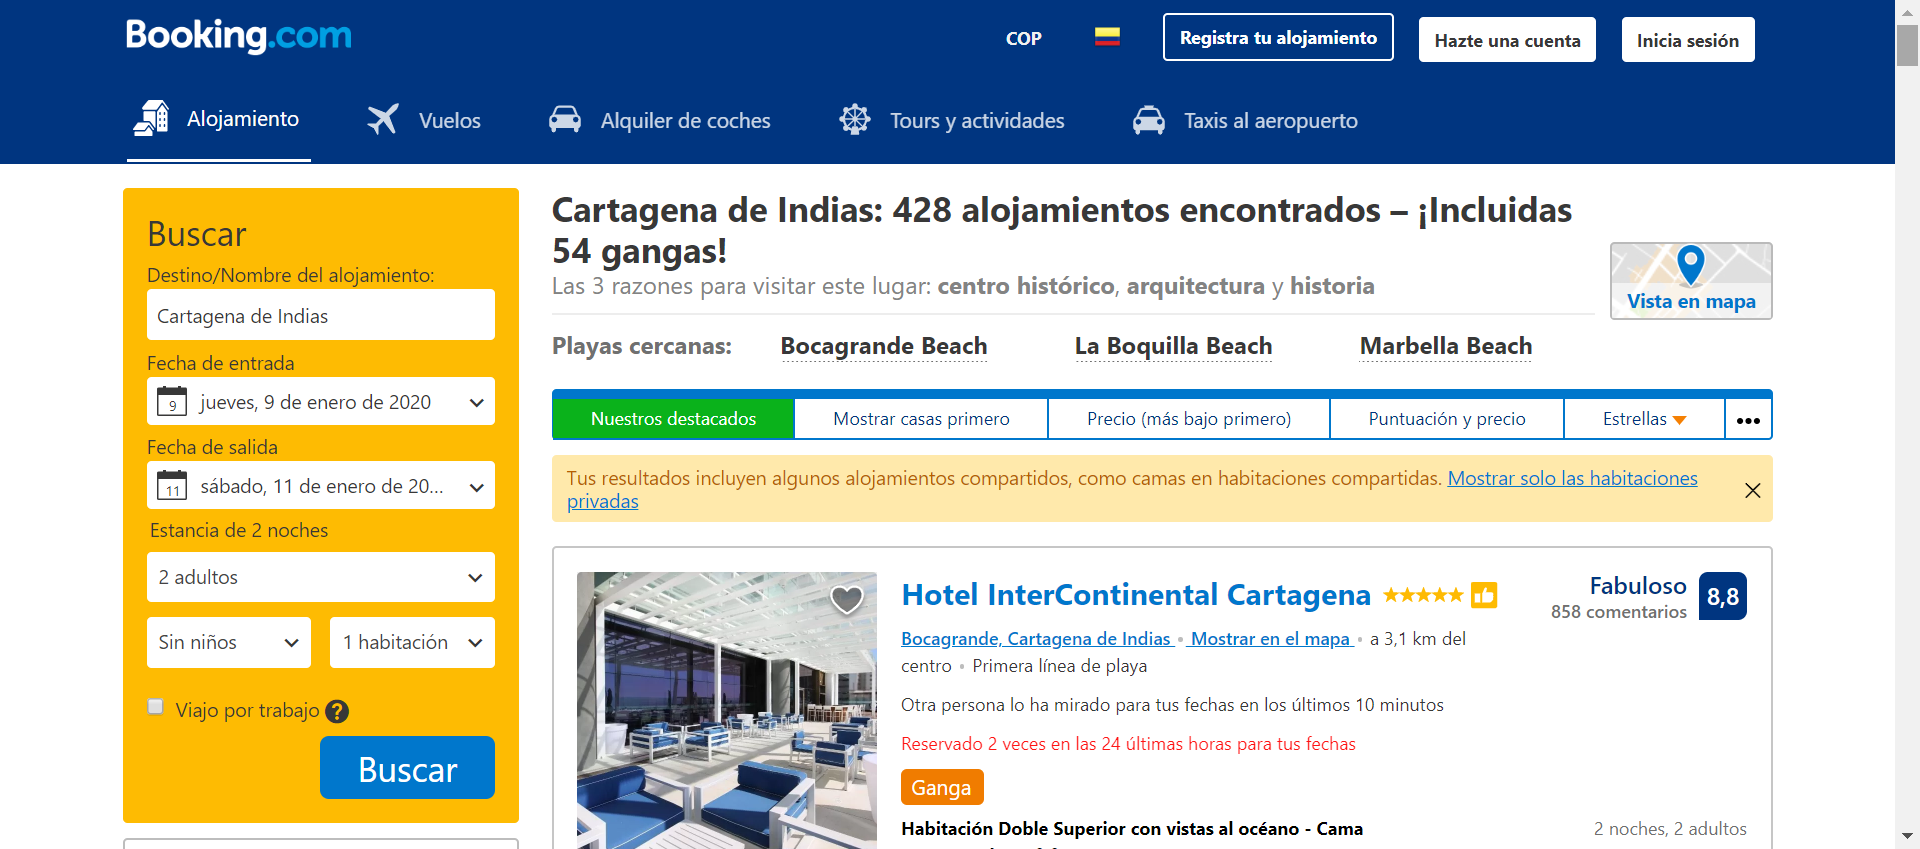 Booking.com
COP
Registra tu alojamiento
Hazte una cuenta
Inicia sesión
Alojamiento
Vuelos
Alquiler de coches
Tours y actividades
Taxis al aeropuerto
Buscar
Destino/Nombre del alojamiento:
Cartagena de Indias
Fecha de entrada
9
jueves, 9 de enero de 2020
Fecha de salida
11
sábado, 11 de enero de 20...
Estancia de 2 noches
2 adultos
Sin niños
1 habitación
Viajo por trabajo ?
Buscar
Cartagena de Indias: 428 alojamientos encontrados – ¡Incluidas
54 gangas!
Las 3 razones para visitar este lugar: centro histórico, arquitectura y historia
Vista en mapa
Playas cercanas: Bocagrande Beach La Boquilla Beach Marbella Beach
Nuestros destacados
Mostrar casas primero
Precio (más bajo primero)
Puntuación y precio
Estrellas
•••
Tus resultados incluyen algunos alojamientos compartidos, como camas en habitaciones compartidas. Mostrar solo las habitaciones
privadas
Hotel InterContinental Cartagena
Fabuloso
858 comentarios
8,8
Bocagrande, Cartagena de Indias • Mostrar en el mapa • a 3,1 km del
centro • Primera línea de playa
Otra persona lo ha mirado para tus fechas en los últimos 10 minutos
Reservado 2 veces en las 24 últimas horas para tus fechas
Ganga
Habitación Doble Superior con vistas al océano - Cama
2 noches, 2 adultos